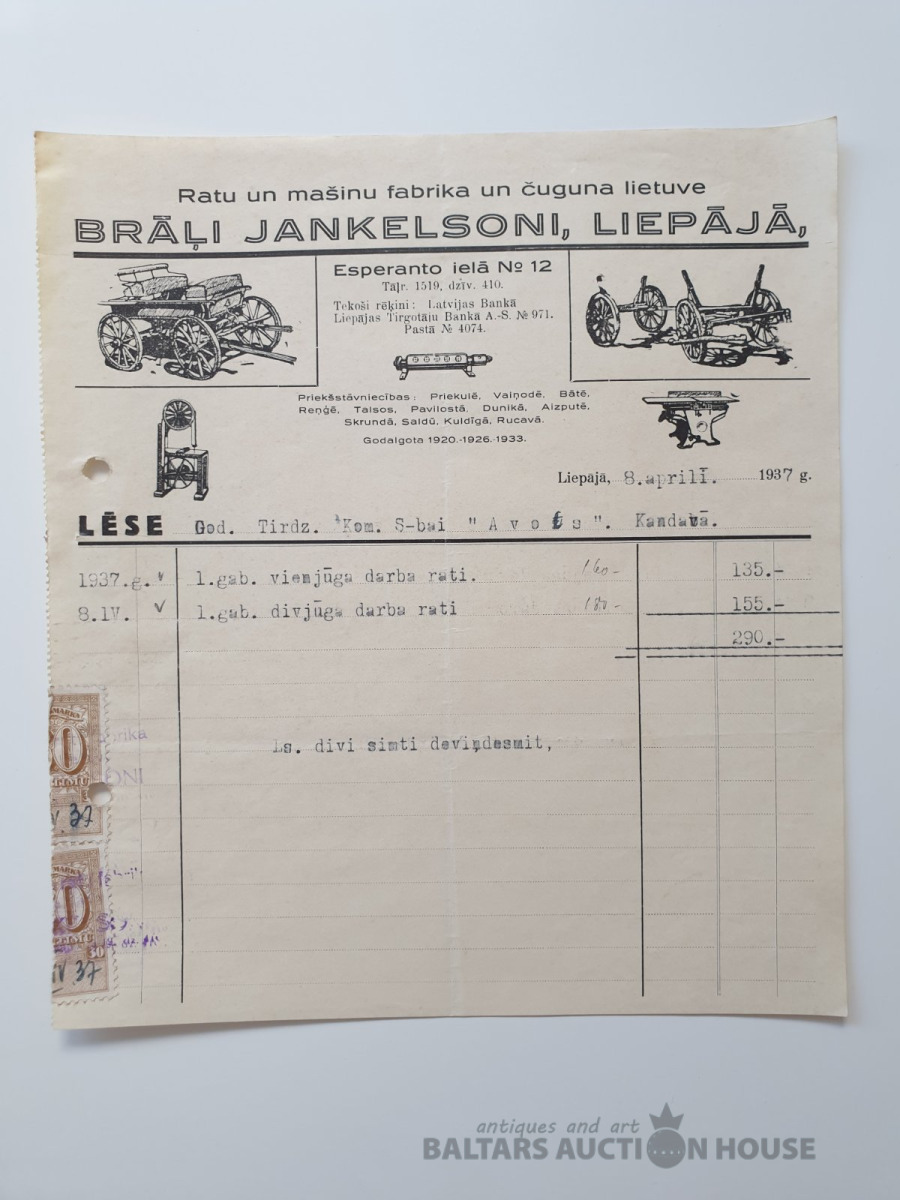 Ratu un mašinu fabrika un čuguna lietuve
BRĀĻI JANKELSONI, LIEPĀJĀ,
Esperanto ielā № 12
Tāļr. 1519, dzīv. 410.
Tekoši rēķini: Latvijas Bankā
Liepājas Tirgotāju Bankā A.-S. № 971.
Pastā № 4074.
Priekšstāvniecības: Priekulē, Vaiņodē, Bātē,
Reņģē, Talsos, Pavilostā, Dunikā, Aizputē,
Skrundā, Saldū, Kuldīgā, Rucavā.
Godalgota 1920.-1926.-1933.
Liepājā, 8.aprilī. 1937 g.
LĒSE God. Tirdz. Kom. S-bai "Avots". Kandavā.
1937.g. v 1.gab. vienjūga darba rati. 160- 135.-
8.IV. v 1.gab. divjūga darba rati 180- 155.-
290.-
Ls. divi simti deviņdesmit,
ONI
37
30
IV 37
antiques and art
BALTARS AUCTION HOUSE